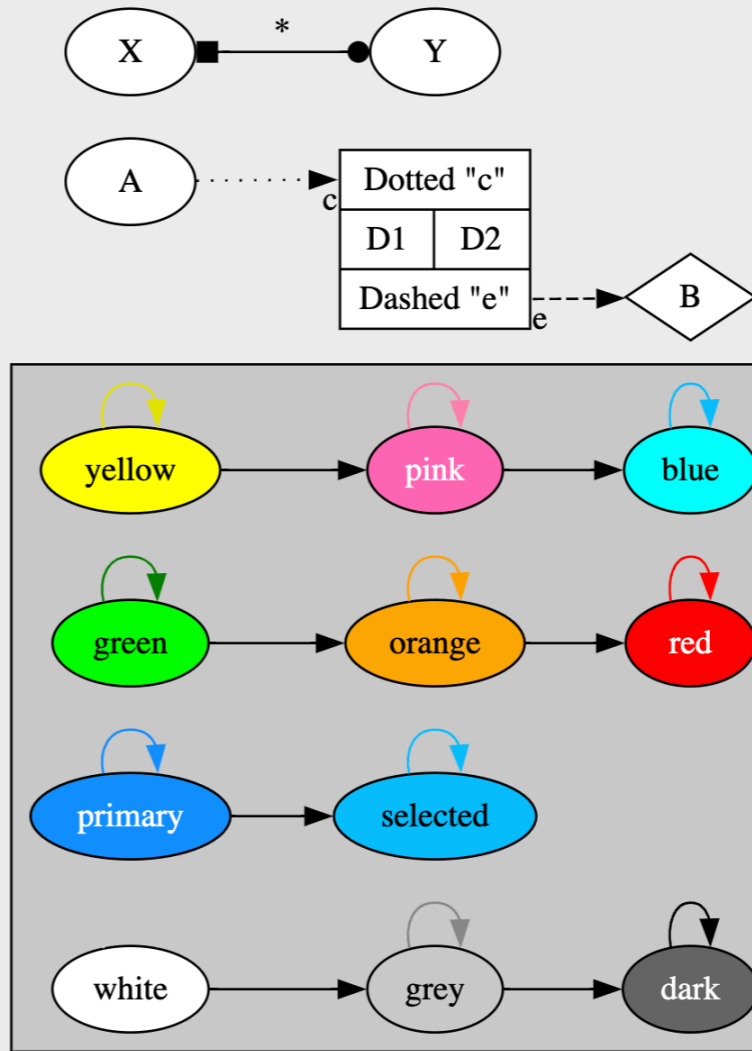 *
X Y
A Dotted "c"
c
D1 D2
Dashed "e" B
e
yellow pink blue
green orange red
primary selected
white grey dark